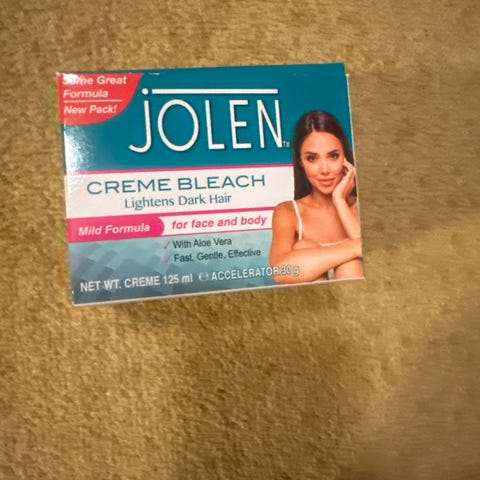 Same Great
Formula
New Pack!
JOLEN
TM
CREME BLEACH
Lightens Dark Hair
Mild Formula
for face and body
With Aloe Vera
Fast, Gentle, Effective
NET WT. CREME 125 ml ℮ ACCELERATOR 30 g